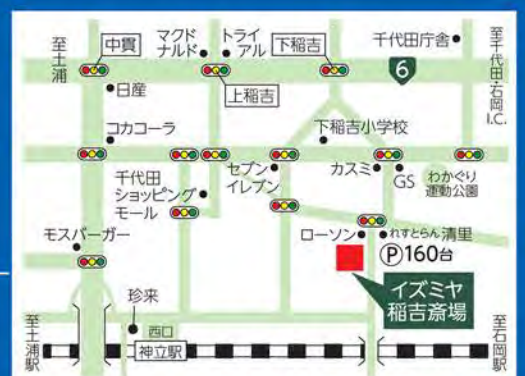 至土浦
中貫
マクド
ナルド
トライ
アル
下稲吉
千代田庁舎
至千代田・石岡I.C.
6
日産
上稲吉
コカコーラ
下稲吉小学校
千代田
ショッピング
モール
セブン
イレブン
カスミ
GS
わかぐり
運動公園
モスバーガー
ローソン
れすとらん清里
P160台
イズミヤ
稲吉斎場
珍来
西口
神立駅
至土浦駅
至石岡駅